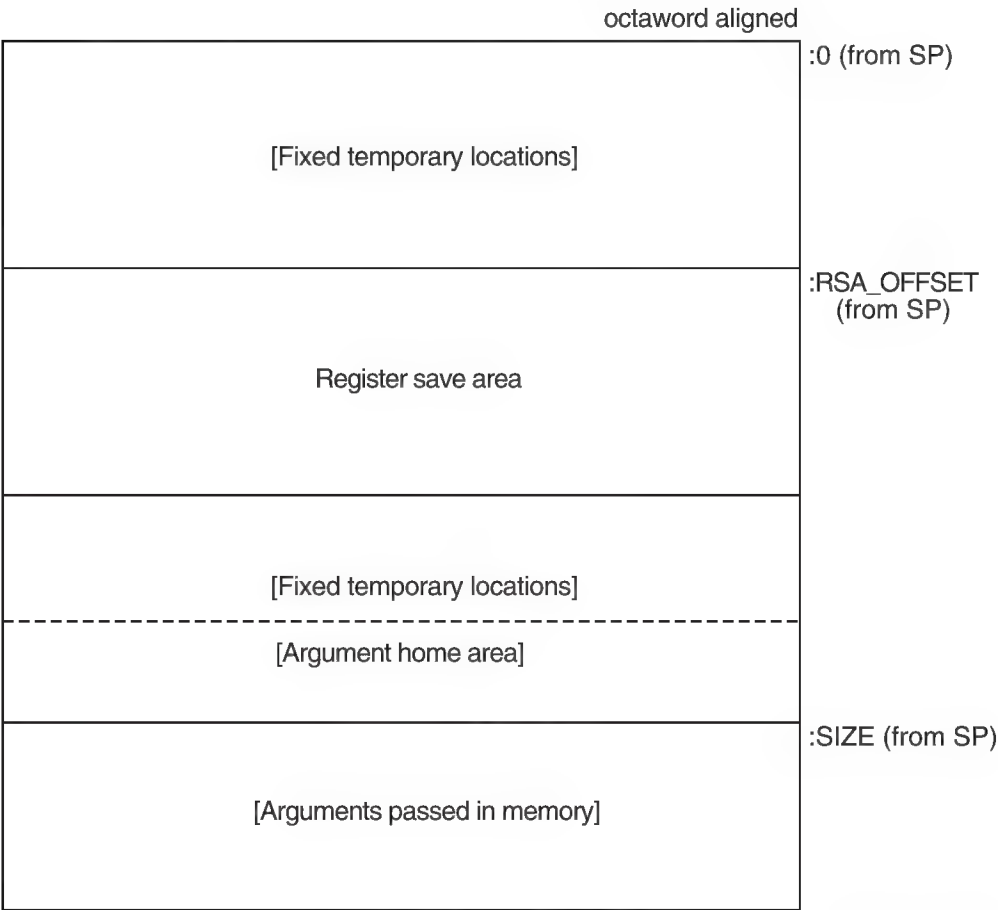 octaword aligned
:0 (from SP)
[Fixed temporary locations]
:RSA_OFFSET
(from SP)
Register save area
[Fixed temporary locations]
[Argument home area]
:SIZE (from SP)
[Arguments passed in memory]